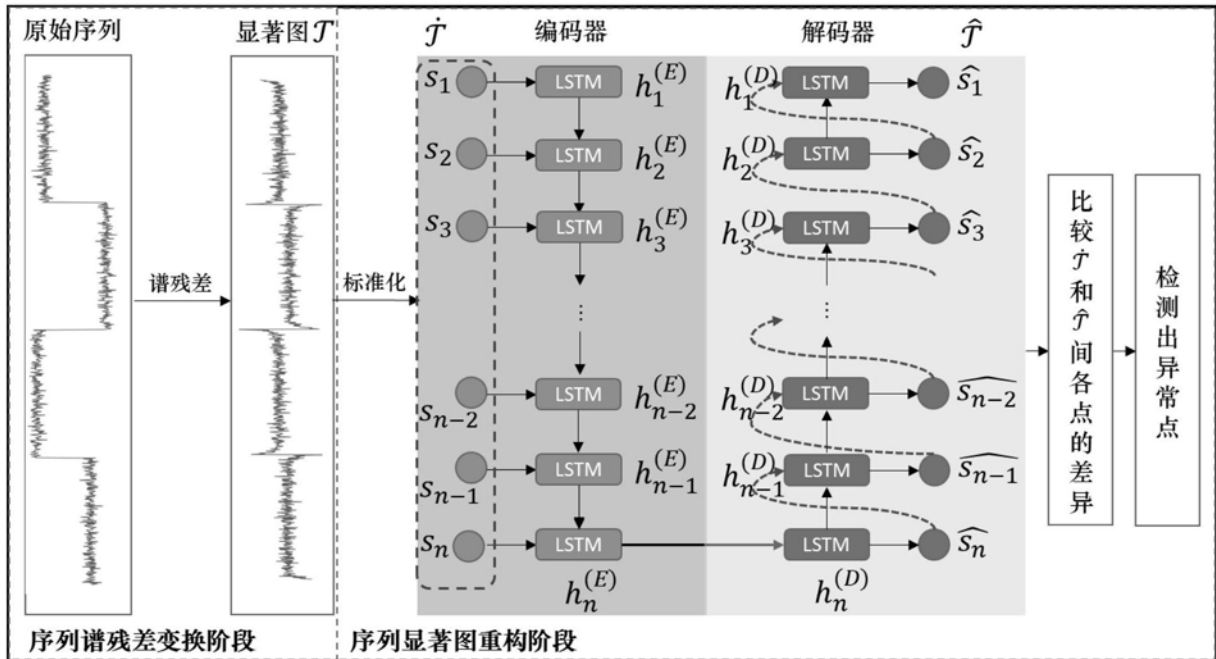 原始序列
显著图 𝒯
𝒯̇
编码器
解码器
𝒯̂
谱残差
标准化
s₁ LSTM h₁^(E)
s₂ LSTM h₂^(E)
s₃ LSTM h₃^(E)
⋮
sₙ₋₂ LSTM hₙ₋₂^(E)
sₙ₋₁ LSTM hₙ₋₁^(E)
sₙ LSTM
hₙ^(E)
h₁^(D) LSTM ŝ₁
h₂^(D) LSTM ŝ₂
h₃^(D) LSTM ŝ₃
⋮
hₙ₋₂^(D) LSTM ŝₙ₋₂
hₙ₋₁^(D) LSTM ŝₙ₋₁
LSTM ŝₙ
hₙ^(D)
比较 𝒯̇ 和 𝒯̂ 间各点的差异
检测出异常点
序列谱残差变换阶段
序列显著图重构阶段